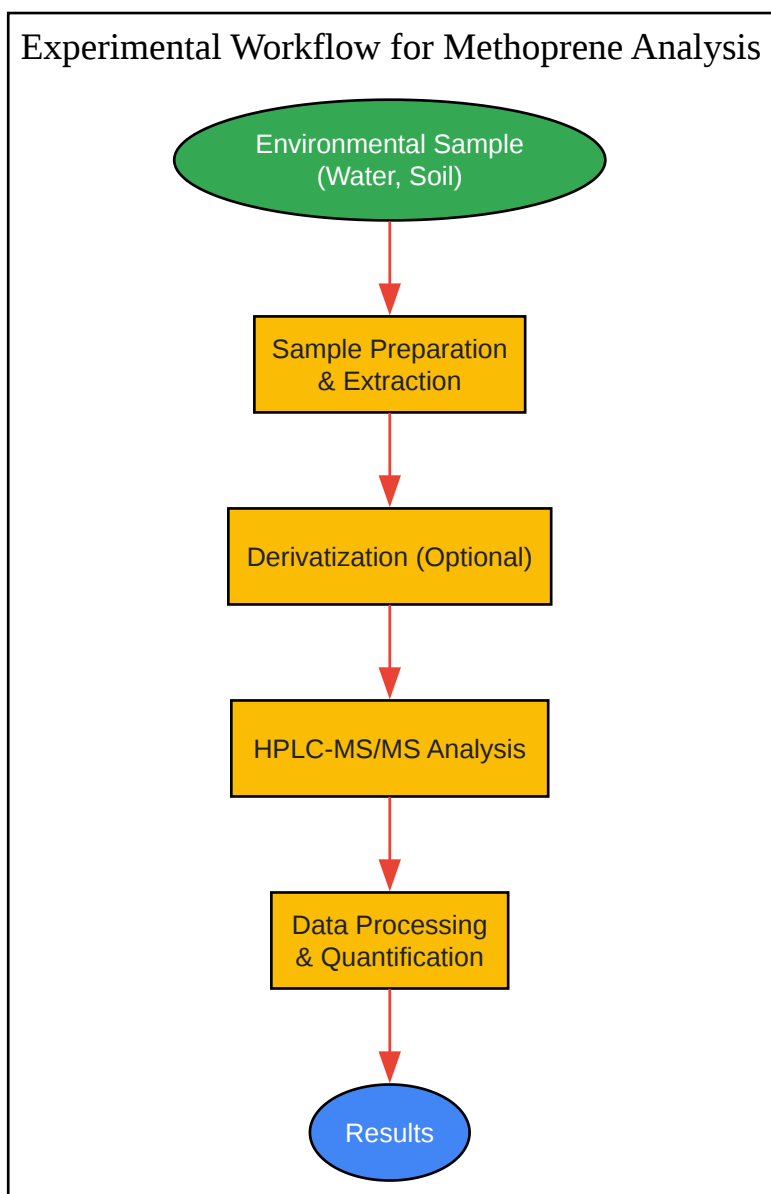 Experimental Workflow for Methoprene Analysis
Environmental Sample
(Water, Soil)
Sample Preparation
& Extraction
Derivatization (Optional)
HPLC-MS/MS Analysis
Data Processing
& Quantification
Results